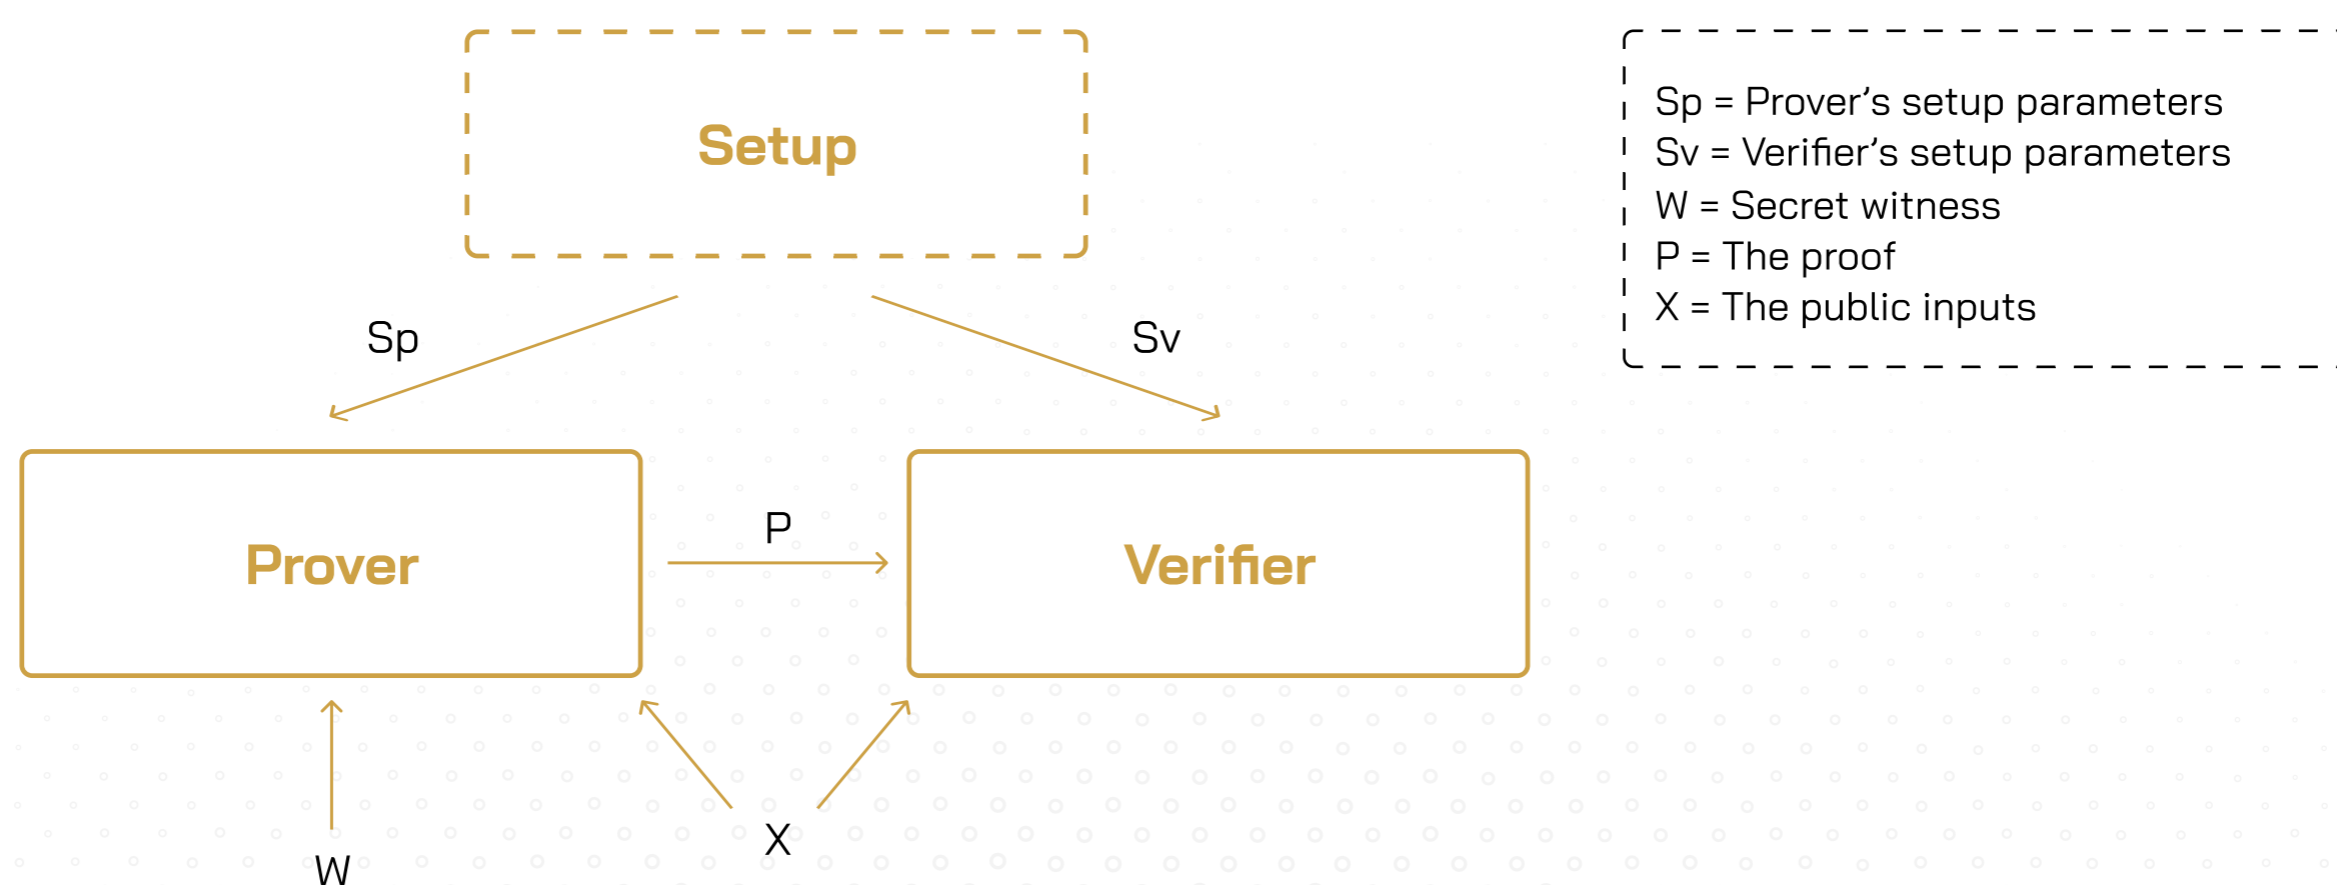 Setup
Sp = Prover's setup parameters
Sv = Verifier's setup parameters
W = Secret witness
P = The proof
X = The public inputs
Sp
Sv
Prover
P
Verifier
X
W